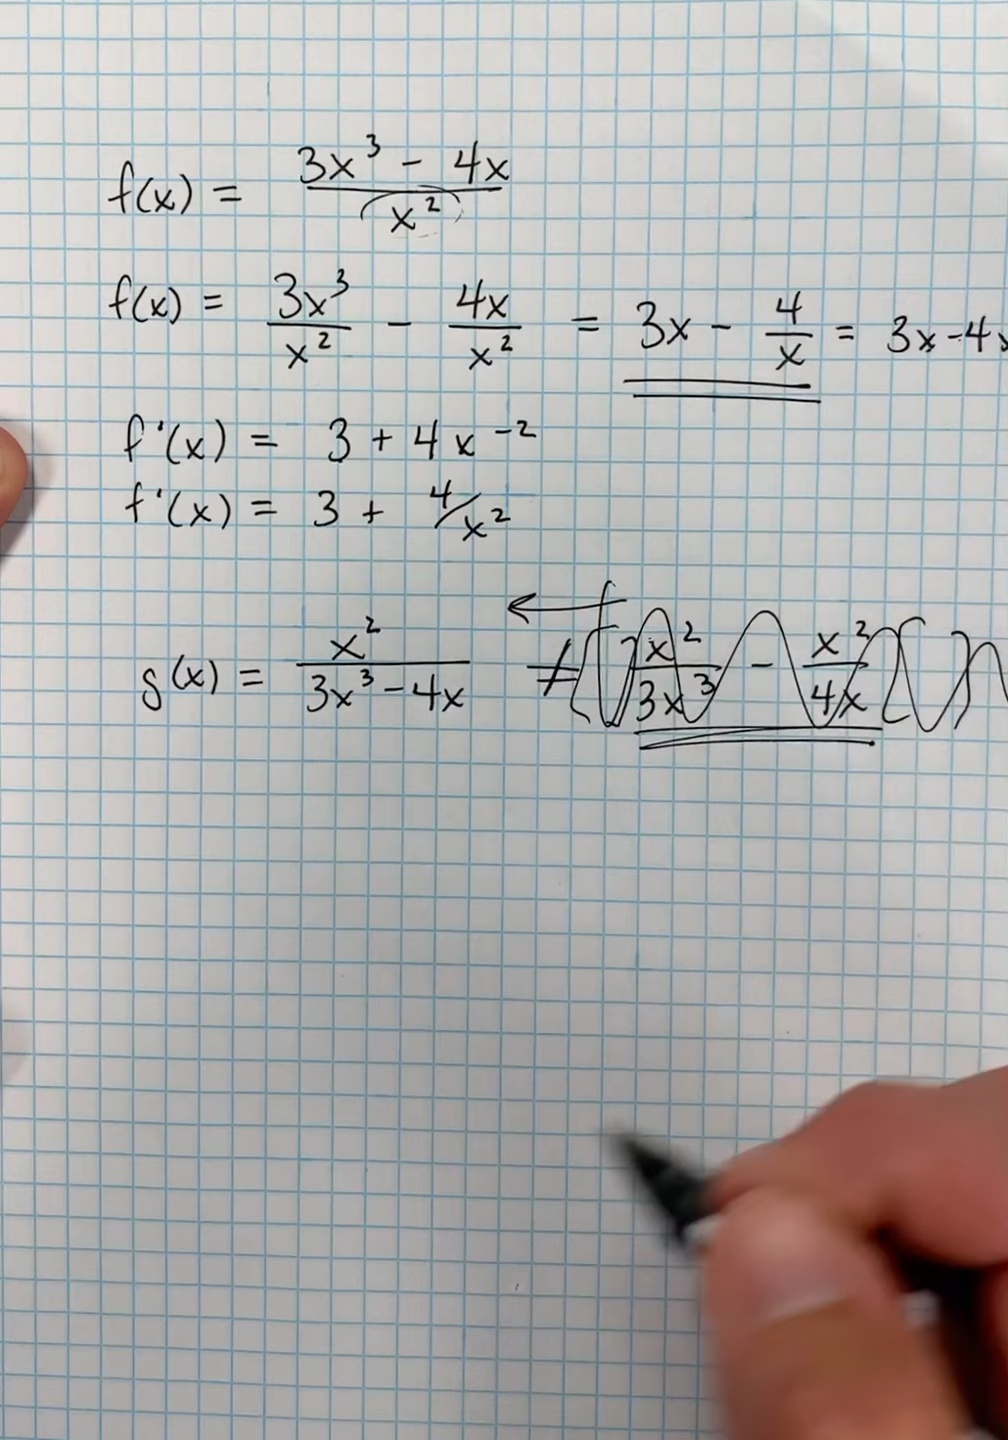 f(x) = (3x³ - 4x)/x²
f(x) = 3x³/x² - 4x/x² = 3x - 4/x = 3x - 4x
f'(x) = 3 + 4x⁻²
f'(x) = 3 + 4/x²
g(x) = x²/(3x³ - 4x) ≠ x²/3x³ - x²/4x